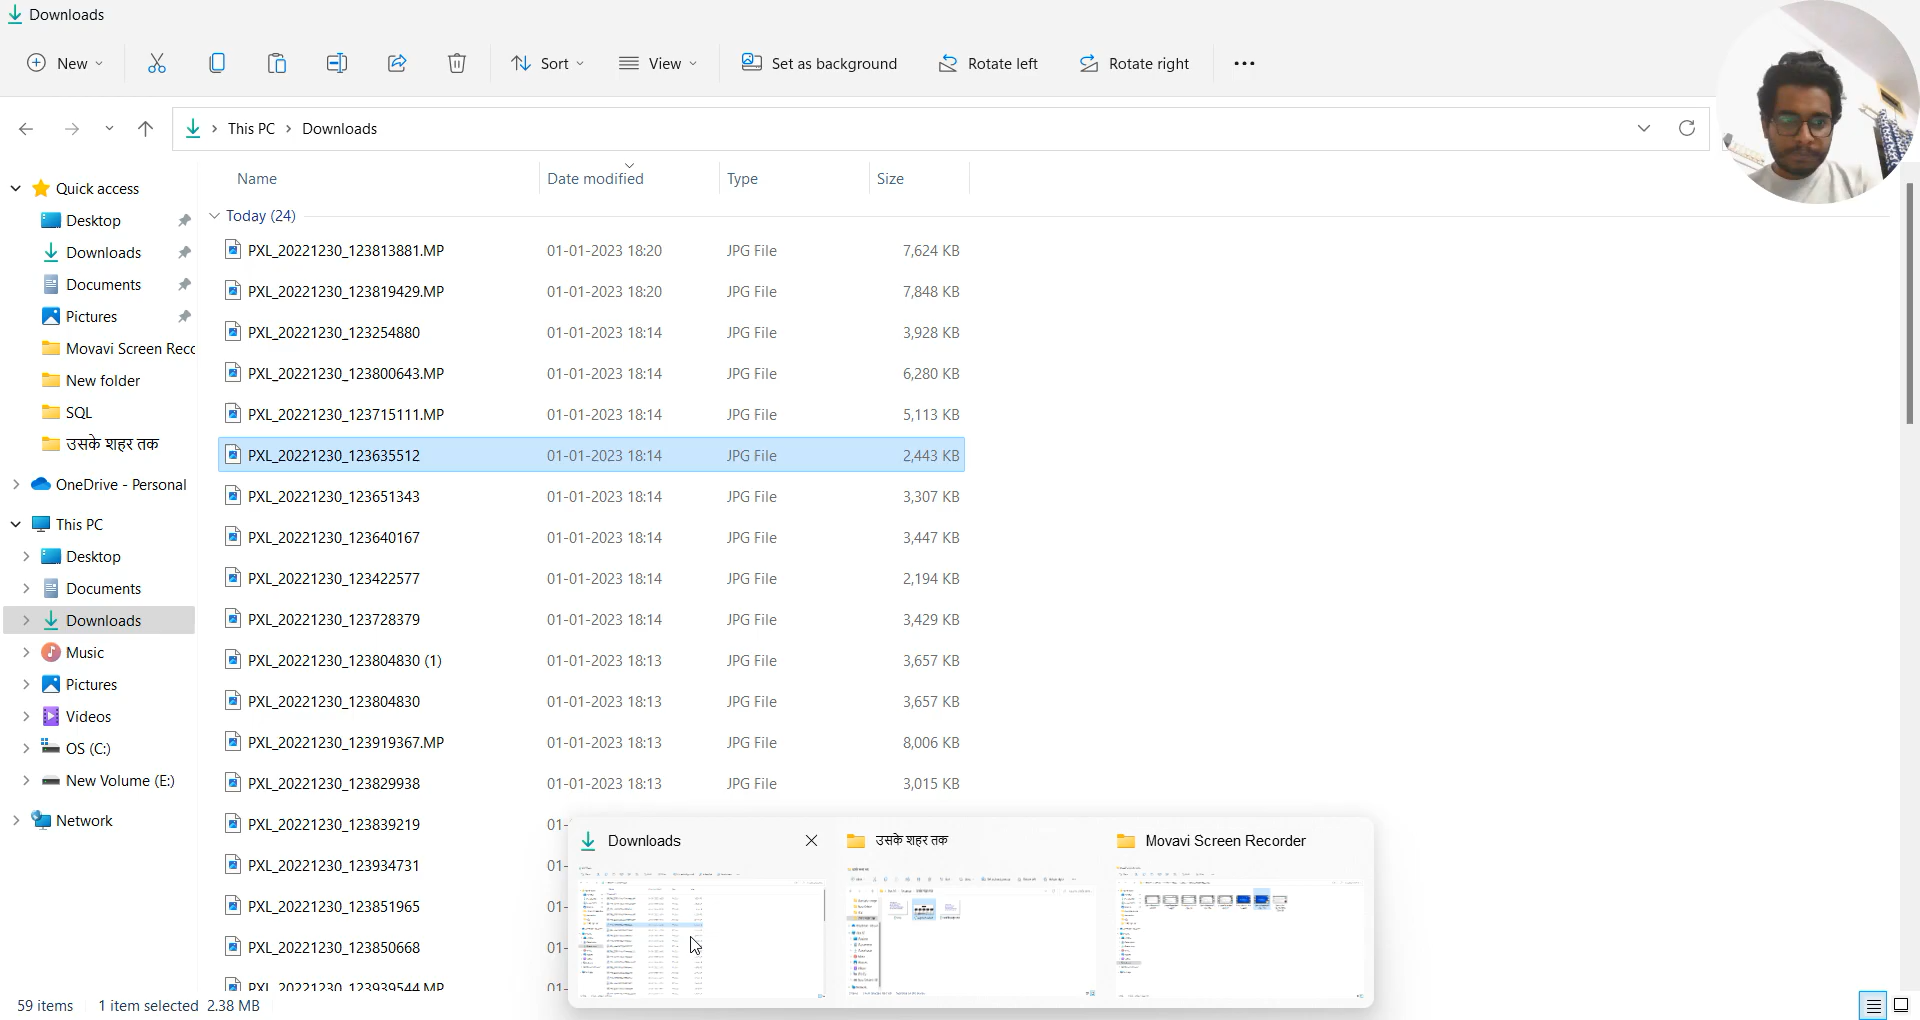 Downloads
New
Sort
View
Set as background
Rotate left
Rotate right
This PC > Downloads
Name Date modified Type Size
Quick access
Desktop
Downloads
Documents
Pictures
Movavi Screen Reco
New folder
SQL
उसके शहर तक
OneDrive - Personal
This PC
Desktop
Documents
Downloads
Music
Pictures
Videos
OS (C:)
New Volume (E:)
Network
Today (24)
PXL_20221230_123813881.MP 01-01-2023 18:20 JPG File 7,624 KB
PXL_20221230_123819429.MP 01-01-2023 18:20 JPG File 7,848 KB
PXL_20221230_123254880 01-01-2023 18:14 JPG File 3,928 KB
PXL_20221230_123800643.MP 01-01-2023 18:14 JPG File 6,280 KB
PXL_20221230_123715111.MP 01-01-2023 18:14 JPG File 5,113 KB
PXL_20221230_123635512 01-01-2023 18:14 JPG File 2,443 KB
PXL_20221230_123651343 01-01-2023 18:14 JPG File 3,307 KB
PXL_20221230_123640167 01-01-2023 18:14 JPG File 3,447 KB
PXL_20221230_123422577 01-01-2023 18:14 JPG File 2,194 KB
PXL_20221230_123728379 01-01-2023 18:14 JPG File 3,429 KB
PXL_20221230_123804830 (1) 01-01-2023 18:13 JPG File 3,657 KB
PXL_20221230_123804830 01-01-2023 18:13 JPG File 3,657 KB
PXL_20221230_123919367.MP 01-01-2023 18:13 JPG File 8,006 KB
PXL_20221230_123829938 01-01-2023 18:13 JPG File 3,015 KB
PXL_20221230_123839219 01-
PXL_20221230_123934731 01-
PXL_20221230_123851965 01-
PXL_20221230_123850668 01-
PXL_20221230_123939544.MP 01-
Downloads
उसके शहर तक
Movavi Screen Recorder
59 items 1 item selected 2.38 MB